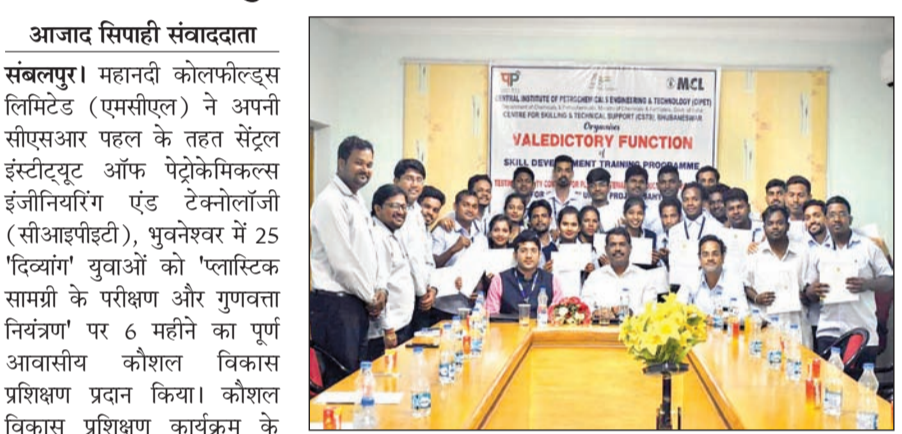 आजाद सिपाही संवाददाता
संबलपुर। महानदी कोलफील्ड्स
लिमिटेड (एमसीएल) ने अपनी
सीएसआर पहल के तहत सेंट्रल
इंस्टीट्यूट ऑफ पेट्रोकेमिकल्स
इंजीनियरिंग एंड टेक्नोलॉजी
(सीआइपीइटी), भुवनेश्वर में 25
'दिव्यांग' युवाओं को 'प्लास्टिक
सामग्री के परीक्षण और गुणवत्ता
नियंत्रण' पर 6 महीने का पूर्ण
आवासीय कौशल विकास
प्रशिक्षण प्रदान किया। कौशल
विकास प्रशिक्षण कार्यक्रम के
MCL
CENTRAL INSTITUTE OF PETROCHEMICALS ENGINEERING & TECHNOLOGY (CIPET)
CENTRE FOR SKILLING & TECHNICAL SUPPORT (CSTS), BHUBANESWAR
Organises
VALEDICTORY FUNCTION
of
SKILL DEVELOPMENT TRAINING PROGRAMME